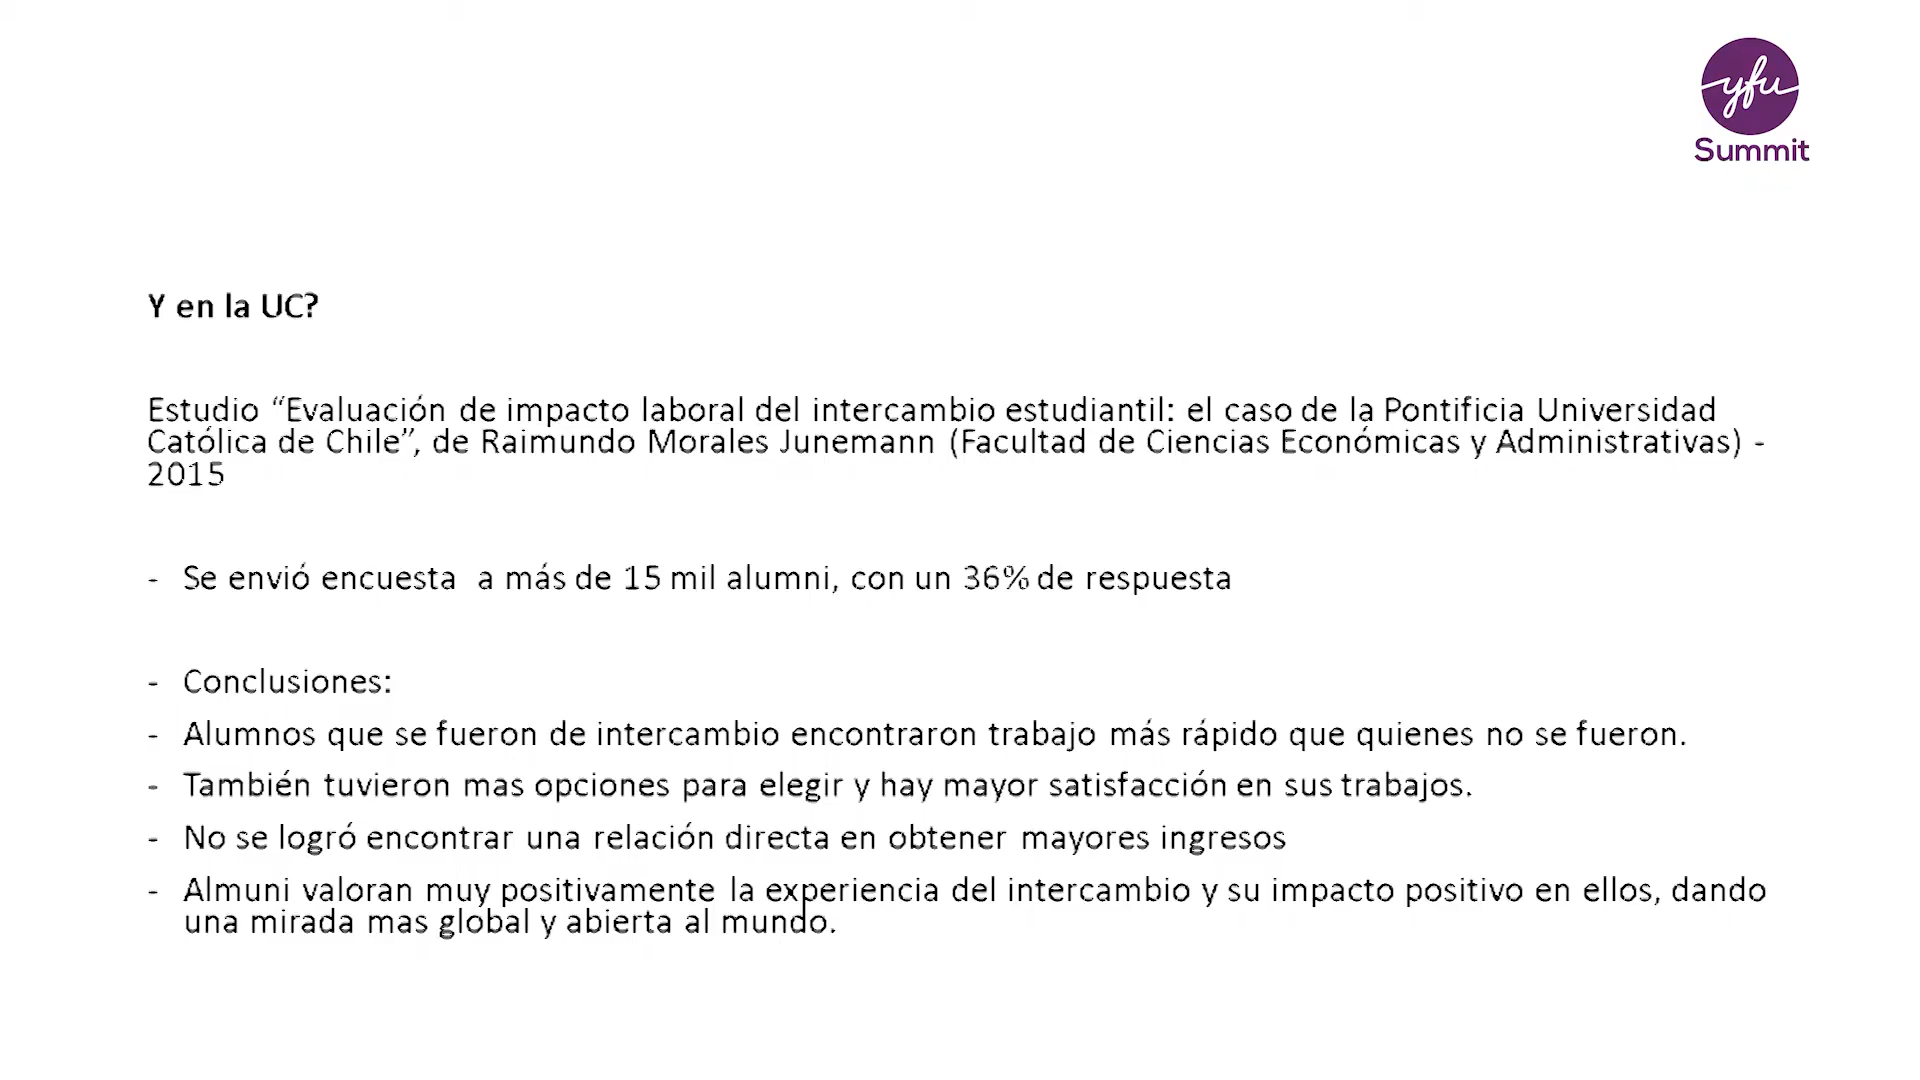 yfu
Summit
Y en la UC?
Estudio “Evaluación de impacto laboral del intercambio estudiantil: el caso de la Pontificia Universidad
Católica de Chile”, de Raimundo Morales Junemann (Facultad de Ciencias Económicas y Administrativas) -
2015
- Se envió encuesta a más de 15 mil alumni, con un 36% de respuesta
- Conclusiones:
- Alumnos que se fueron de intercambio encontraron trabajo más rápido que quienes no se fueron.
- También tuvieron mas opciones para elegir y hay mayor satisfacción en sus trabajos.
- No se logró encontrar una relación directa en obtener mayores ingresos
- Almuni valoran muy positivamente la experiencia del intercambio y su impacto positivo en ellos, dando
una mirada mas global y abierta al mundo.